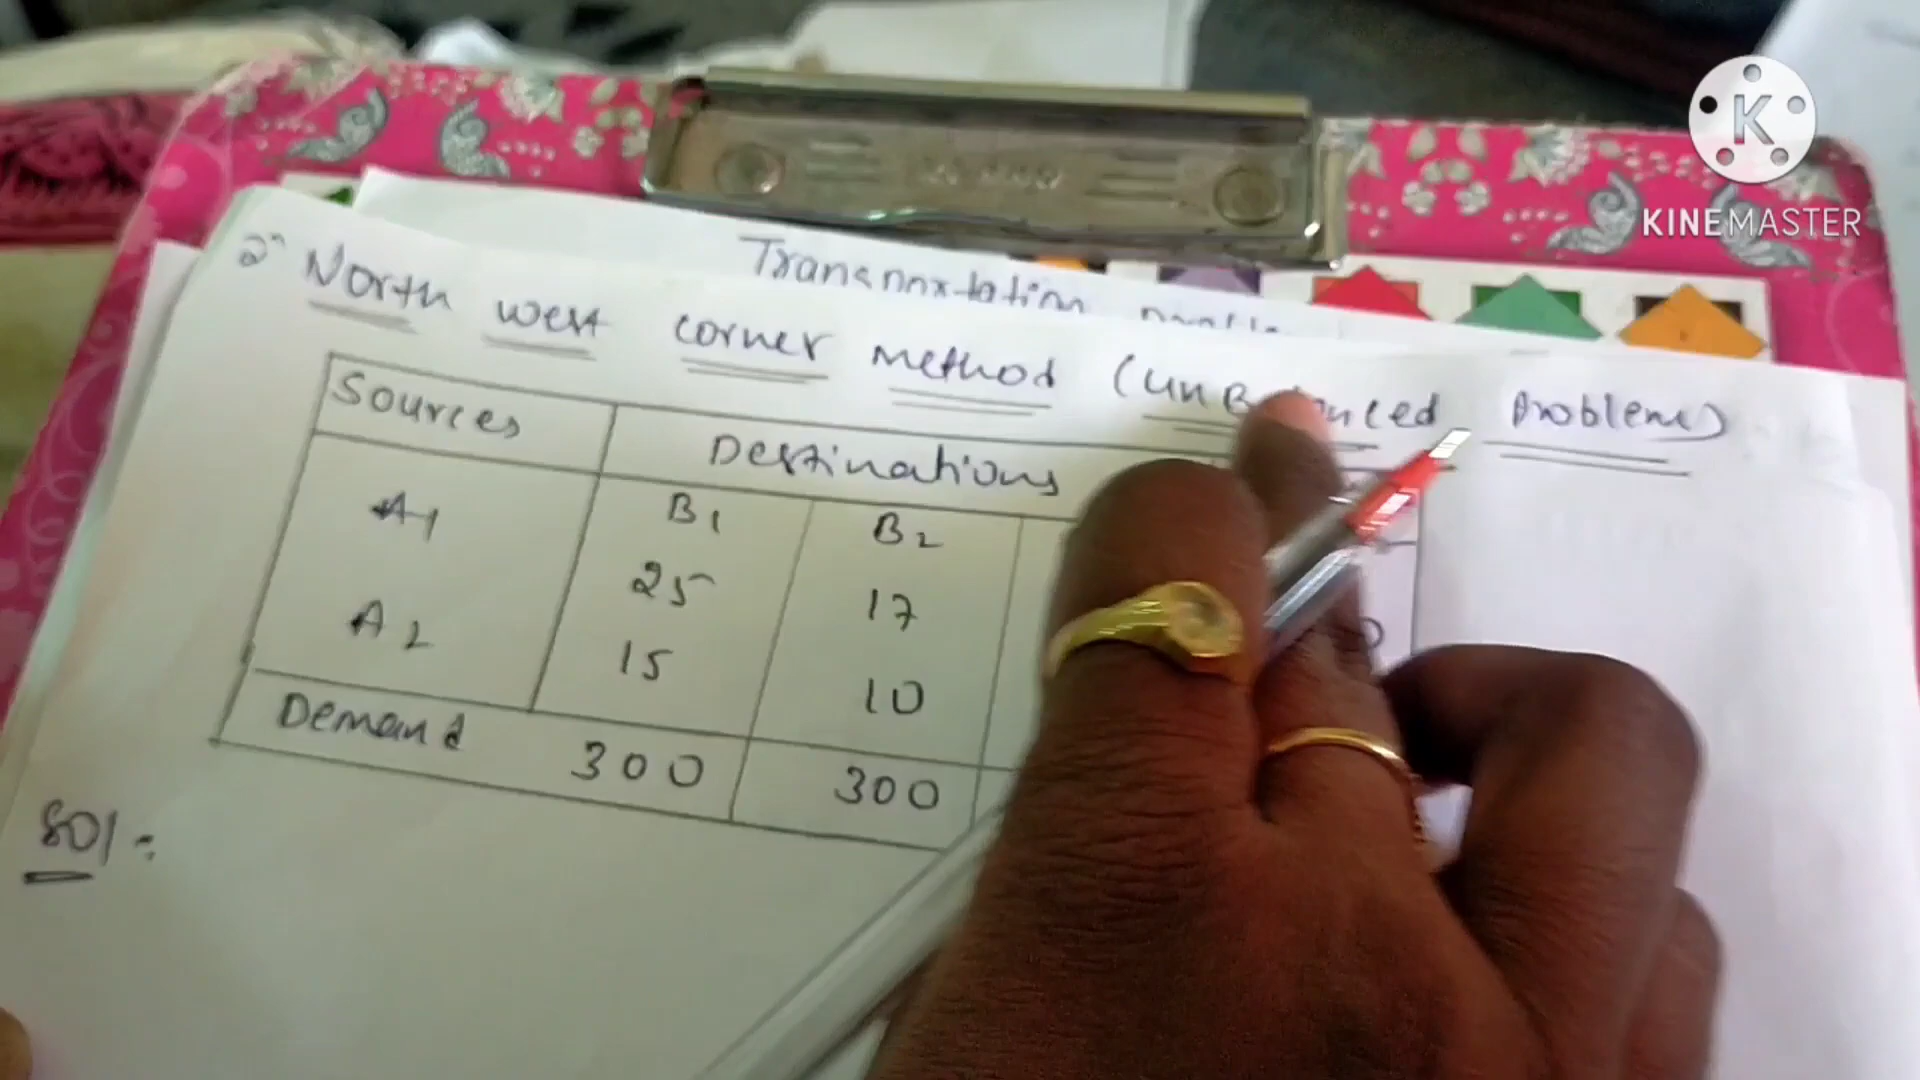 KINEMASTER
Transportation
2) North west corner method (UnBalanced Problems)
Sources Destinations
A1 B1 B2
25 17
A2 15 10
Demand 300 300
Sol: